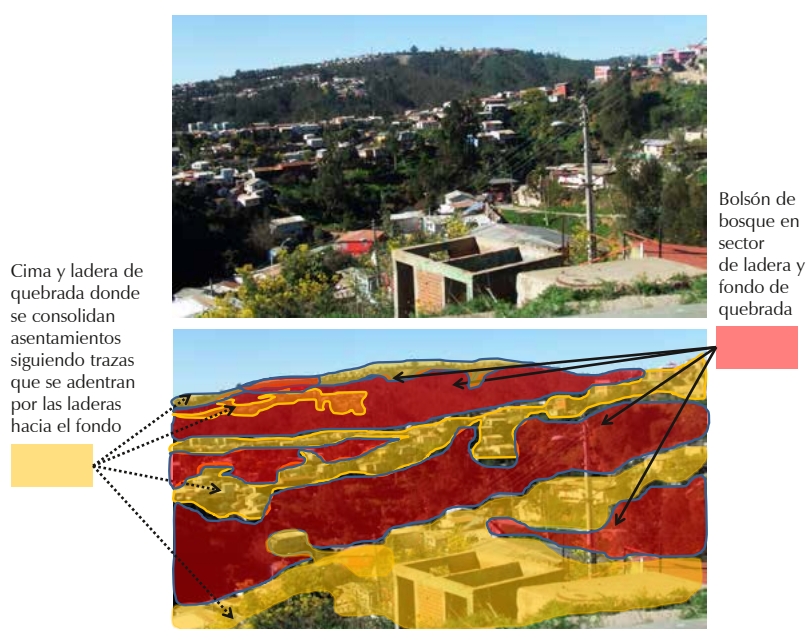 Cima y ladera de
quebrada donde
se consolidan
asentamientos
siguiendo trazas
que se adentran
por las laderas
hacia el fondo
Bolsón de
bosque en
sector
de ladera y
fondo de
quebrada